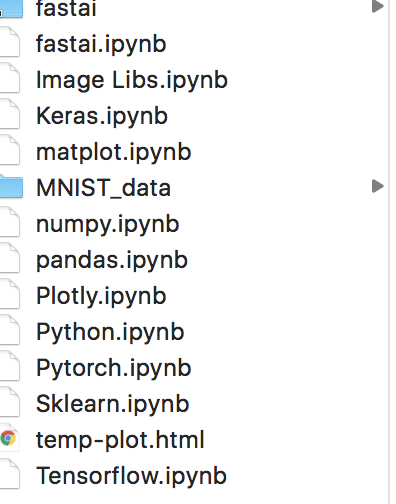 fastai
fastai.ipynb
Image Libs.ipynb
Keras.ipynb
matplot.ipynb
MNIST_data
numpy.ipynb
pandas.ipynb
Plotly.ipynb
Python.ipynb
Pytorch.ipynb
Sklearn.ipynb
temp-plot.html
Tensorflow.ipynb